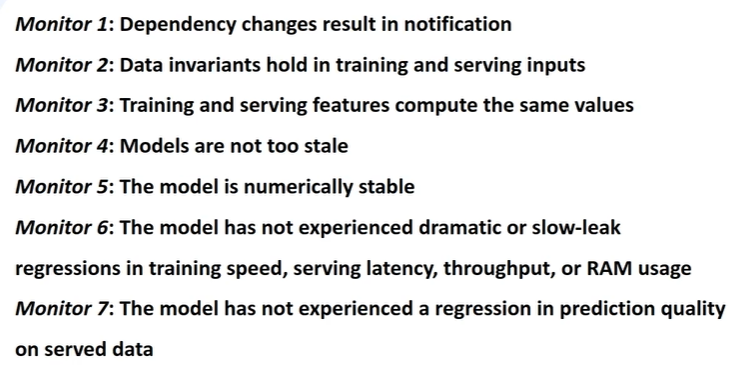 Monitor 1: Dependency changes result in notification
Monitor 2: Data invariants hold in training and serving inputs
Monitor 3: Training and serving features compute the same values
Monitor 4: Models are not too stale
Monitor 5: The model is numerically stable
Monitor 6: The model has not experienced dramatic or slow-leak
regressions in training speed, serving latency, throughput, or RAM usage
Monitor 7: The model has not experienced a regression in prediction quality
on served data